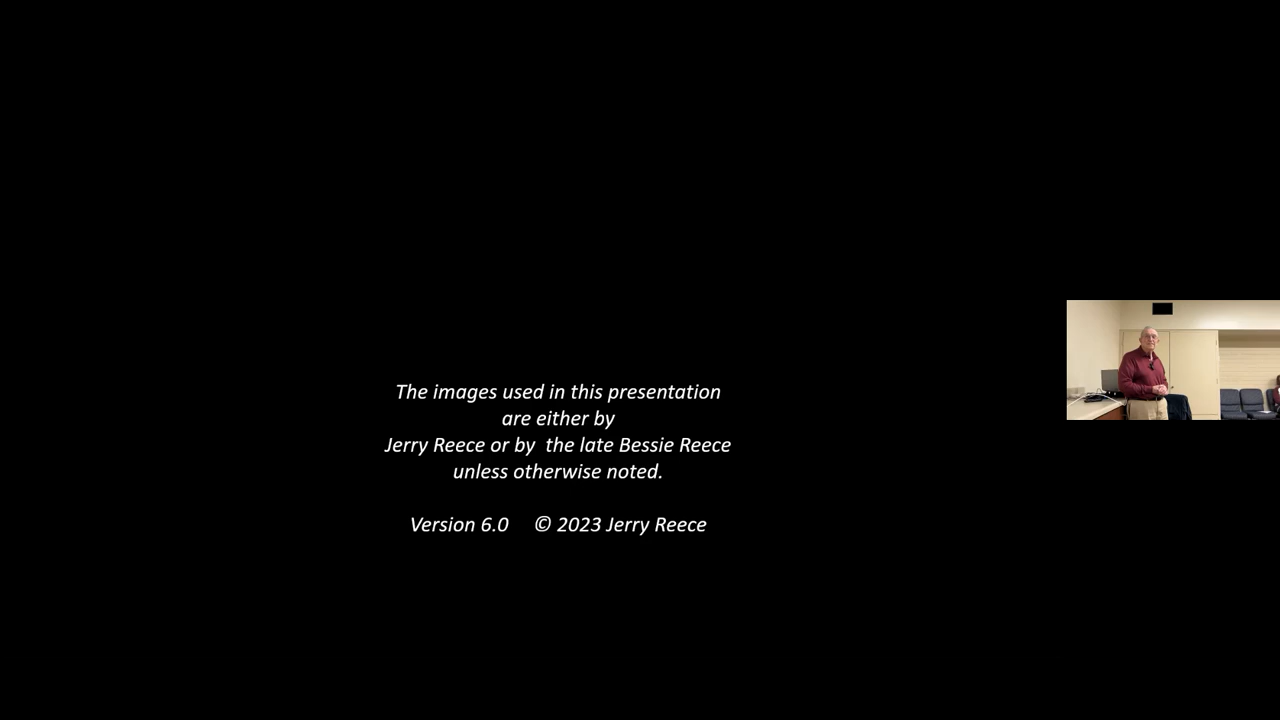 The images used in this presentation
are either by
Jerry Reece or by  the late Bessie Reece
unless otherwise noted.
Version 6.0     © 2023 Jerry Reece